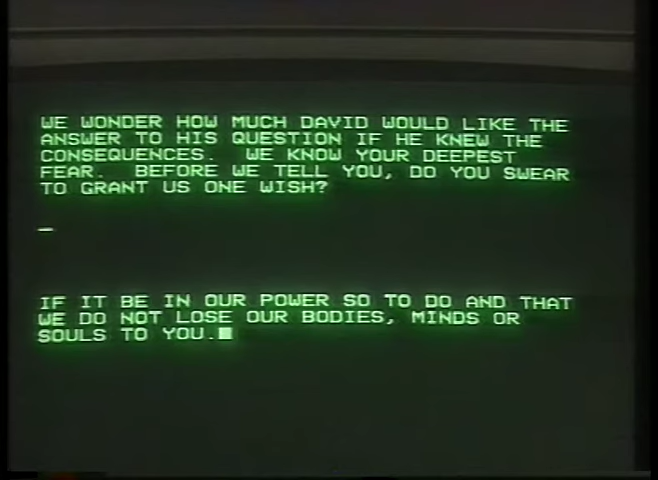 WE WONDER HOW MUCH DAVID WOULD LIKE THE
ANSWER TO HIS QUESTION IF HE KNEW THE
CONSEQUENCES.  WE KNOW YOUR DEEPEST
FEAR.  BEFORE WE TELL YOU, DO YOU SWEAR
TO GRANT US ONE WISH?
IF IT BE IN OUR POWER SO TO DO AND THAT
WE DO NOT LOSE OUR BODIES, MINDS OR
SOULS TO YOU.